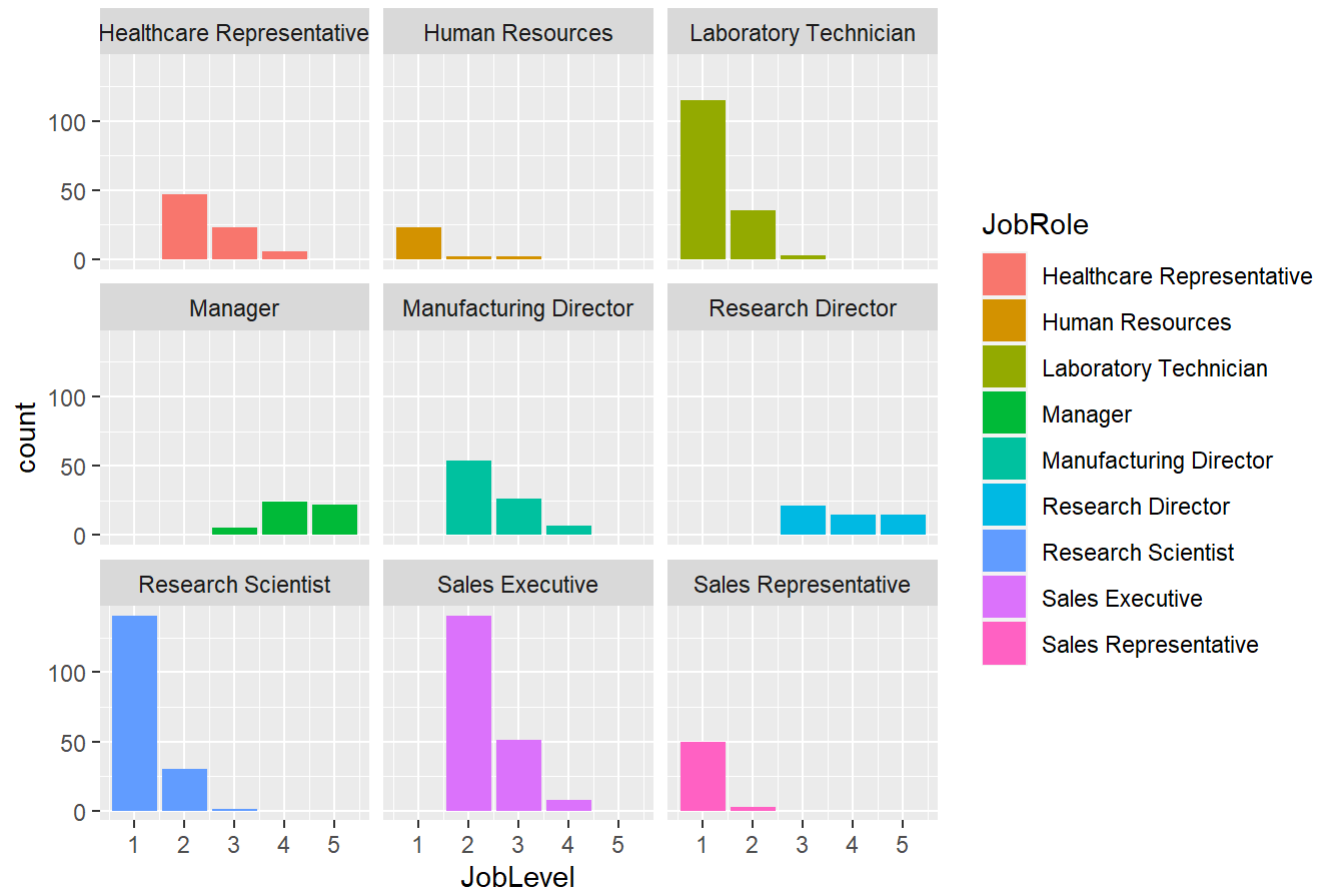 Healthcare Representative
Human Resources
Laboratory Technician
100
50
0
Manager
Manufacturing Director
Research Director
100
50
0
count
Research Scientist
Sales Executive
Sales Representative
100
50
0
1 2 3 4 5
1 2 3 4 5
1 2 3 4 5
JobLevel
JobRole
Healthcare Representative
Human Resources
Laboratory Technician
Manager
Manufacturing Director
Research Director
Research Scientist
Sales Executive
Sales Representative